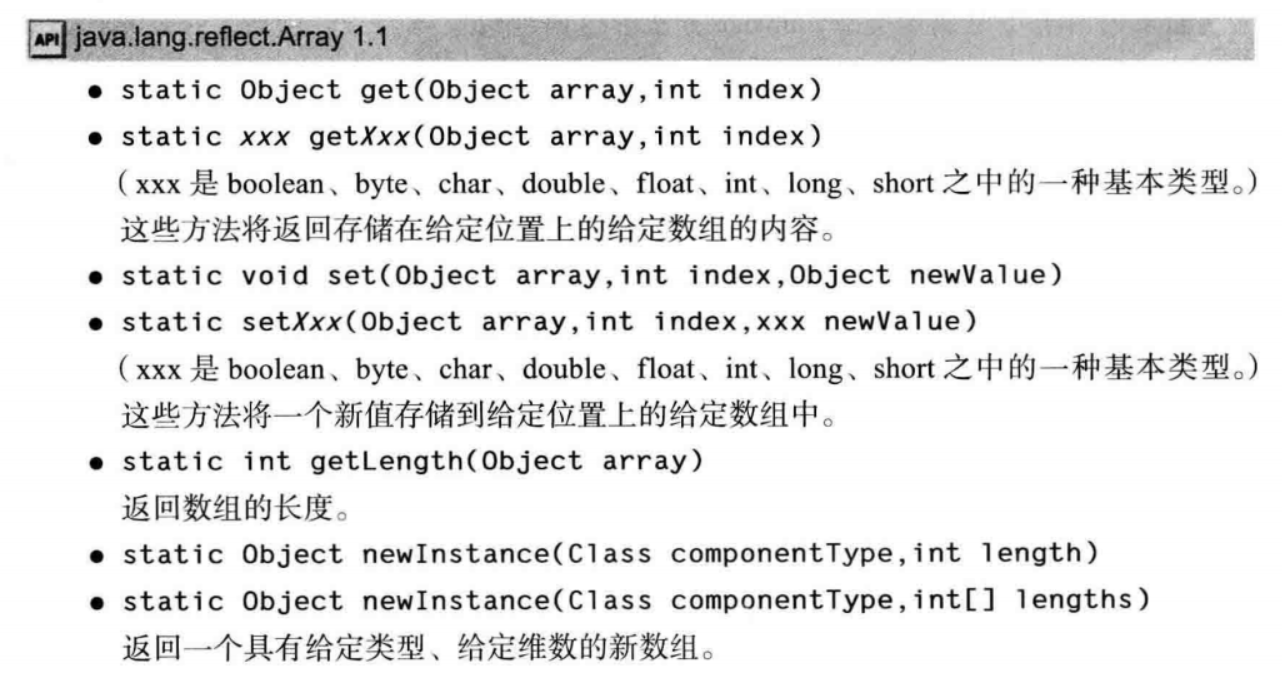 API java.lang.reflect.Array 1.1
● static Object get(Object array,int index)
● static xxx getXxx(Object array,int index)
（xxx 是 boolean、byte、char、double、float、int、long、short 之中的一种基本类型。）
这些方法将返回存储在给定位置上的给定数组的内容。
● static void set(Object array,int index,Object newValue)
● static setXxx(Object array,int index,xxx newValue)
（xxx 是 boolean、byte、char、double、float、int、long、short 之中的一种基本类型。）
这些方法将一个新值存储到给定位置上的给定数组中。
● static int getLength(Object array)
返回数组的长度。
● static Object newInstance(Class componentType,int length)
● static Object newInstance(Class componentType,int[] lengths)
返回一个具有给定类型、给定维数的新数组。